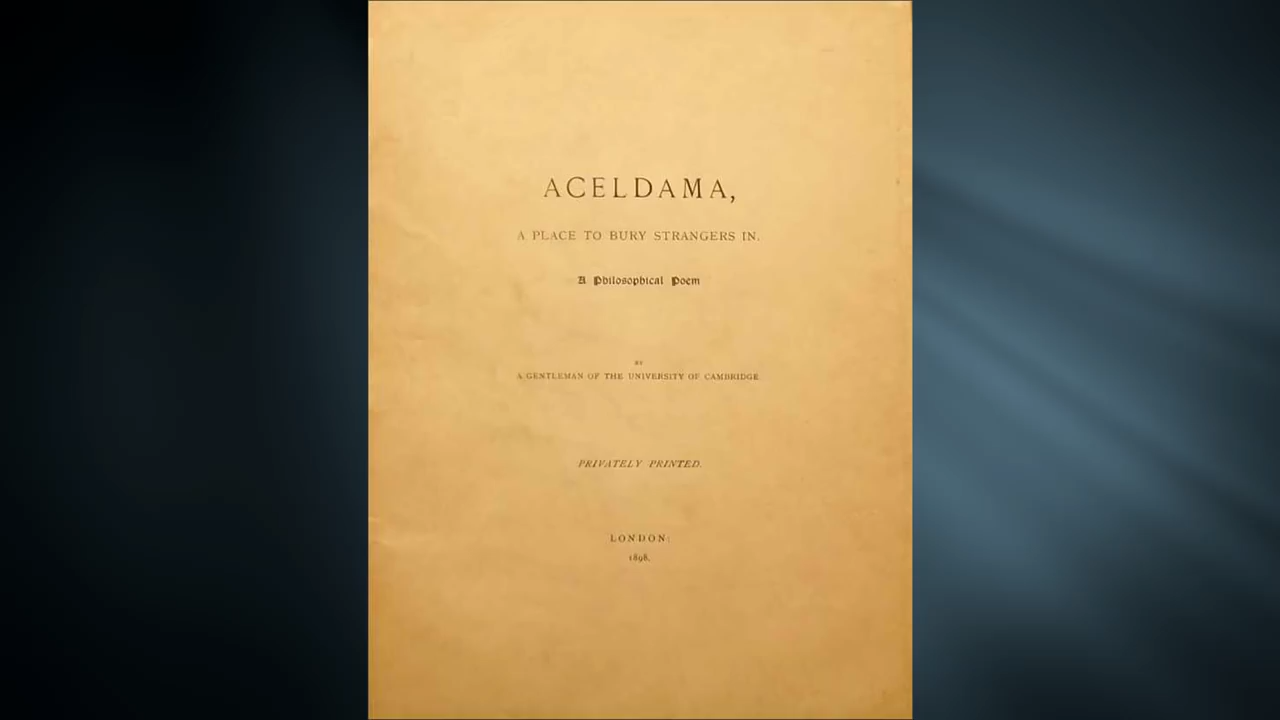 ACELDAMA,
A PLACE TO BURY STRANGERS IN.
A Philosophical Poem
BY
A GENTLEMAN OF THE UNIVERSITY OF CAMBRIDGE
PRIVATELY PRINTED.
LONDON:
1898.